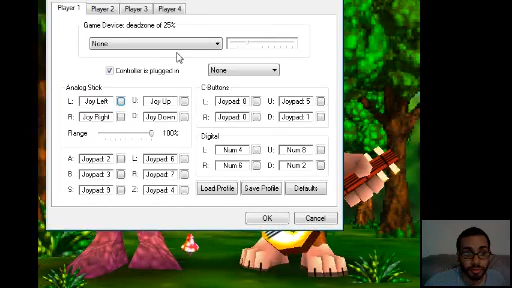 Player 1 Player 2 Player 3 Player 4
Game Device: deadzone of 25%
None
Controller is plugged in None
Analog Stick C-Buttons
L: Joy Left U: Joy Up L: Joypad: 8 U: Joypad: 5
R: Joy Right D: Joy Down R: Joypad: 0 D: Joypad: 1
Range 100% Digital
L: Num 4 U: Num 8
A: Joypad: 2 L: Joypad: 6 R: Num 6 D: Num 2
B: Joypad: 3 R: Joypad: 7
S: Joypad: 9 Z: Joypad: 4 Load Profile Save Profile Defaults
OK Cancel